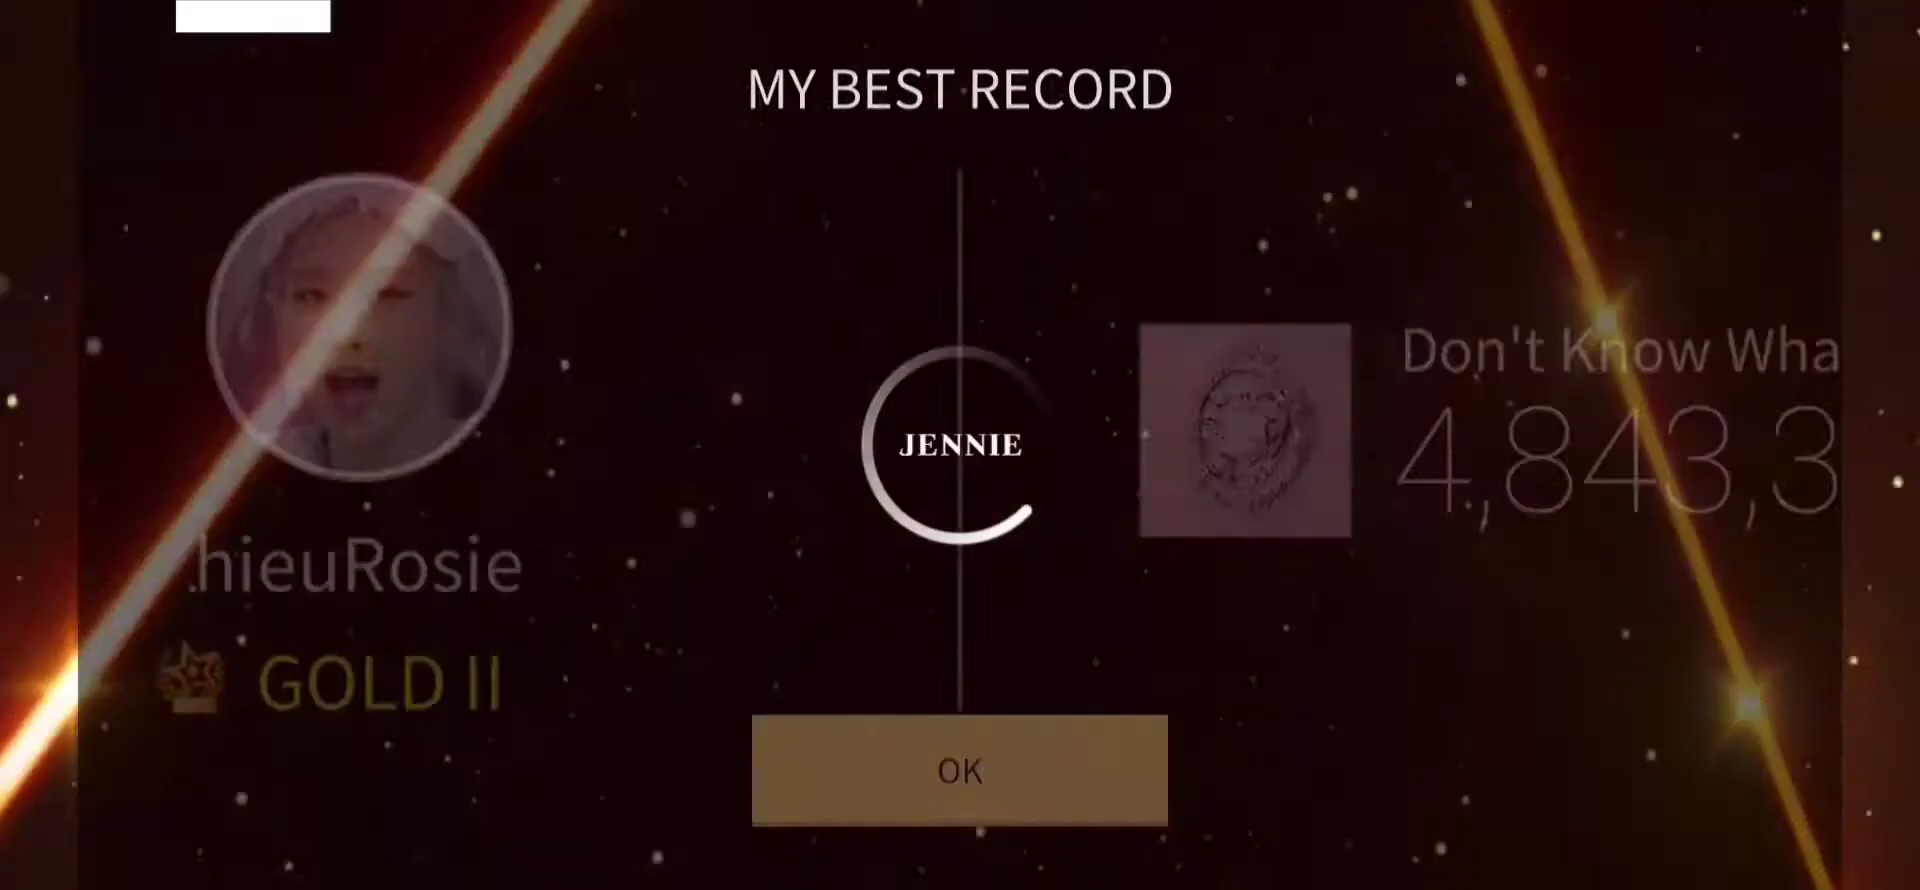 MY BEST RECORD
Don't Know Wha
4,843,3
JENNIE
hieuRosie
GOLD II
OK